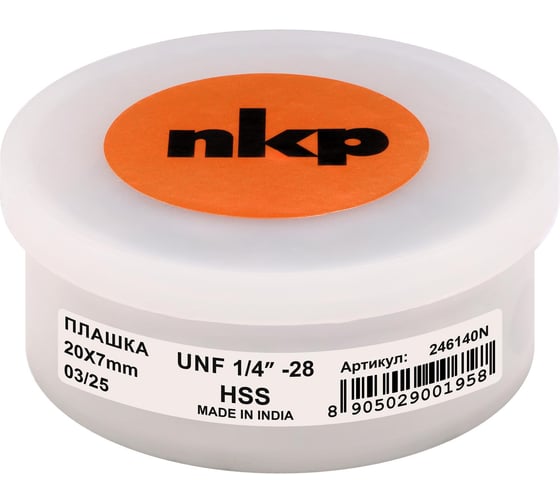 nkp
ПЛАШКА
20X7mm
03/25
UNF 1/4" -28
HSS
MADE IN INDIA
Артикул: 246140N
8 905029 001958